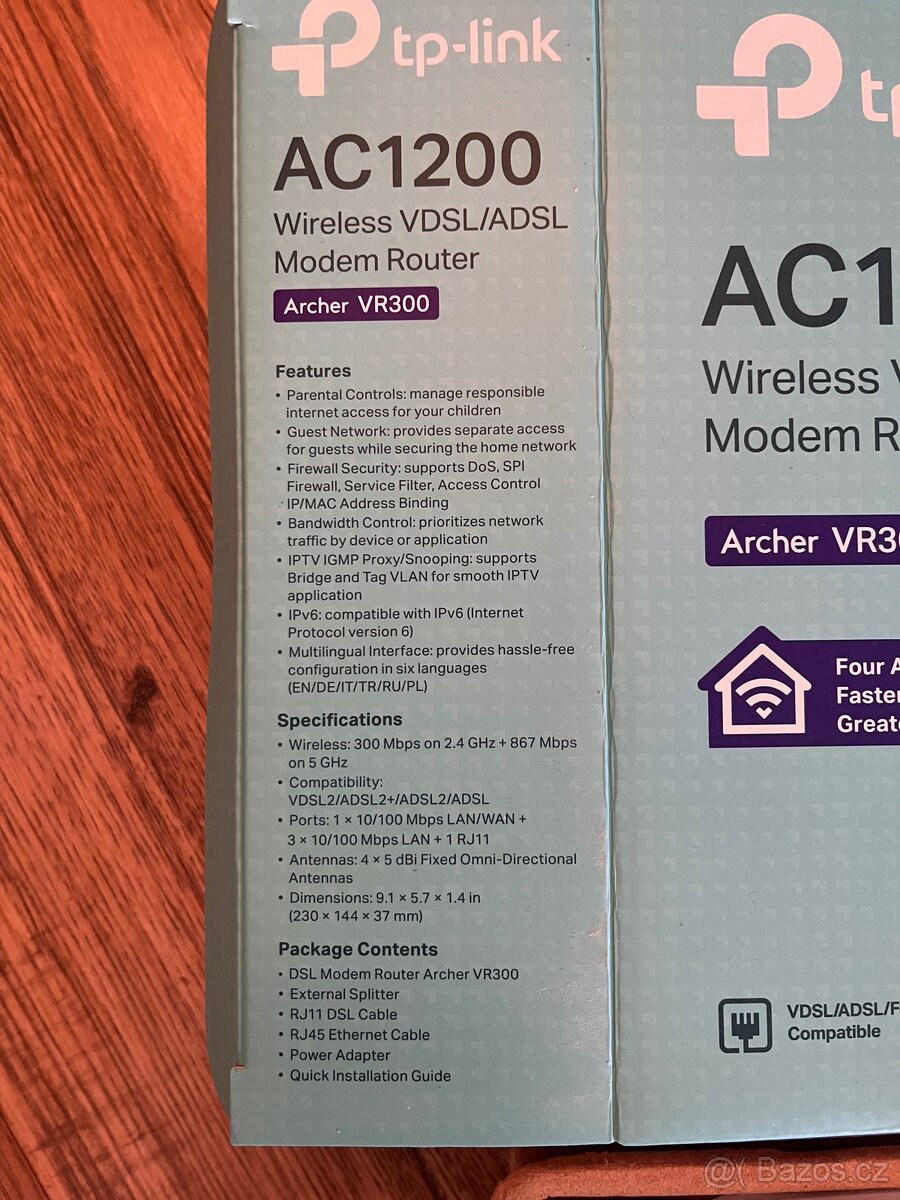 tp-link
AC1200
Wireless VDSL/ADSL
Modem Router
Archer VR300
Features
• Parental Controls: manage responsible
internet access for your children
• Guest Network: provides separate access
for guests while securing the home network
• Firewall Security: supports DoS, SPI
Firewall, Service Filter, Access Control
IP/MAC Address Binding
• Bandwidth Control: prioritizes network
traffic by device or application
• IPTV IGMP Proxy/Snooping: supports
Bridge and Tag VLAN for smooth IPTV
application
• IPv6: compatible with IPv6 (Internet
Protocol version 6)
• Multilingual Interface: provides hassle-free
configuration in six languages
(EN/DE/IT/TR/RU/PL)
Specifications
• Wireless: 300 Mbps on 2.4 GHz + 867 Mbps
on 5 GHz
• Compatibility:
VDSL2/ADSL2+/ADSL2/ADSL
• Ports: 1 × 10/100 Mbps LAN/WAN +
3 × 10/100 Mbps LAN + 1 RJ11
• Antennas: 4 × 5 dBi Fixed Omni-Directional
Antennas
• Dimensions: 9.1 × 5.7 × 1.4 in
(230 × 144 × 37 mm)
Package Contents
• DSL Modem Router Archer VR300
• External Splitter
• RJ11 DSL Cable
• RJ45 Ethernet Cable
• Power Adapter
• Quick Installation Guide
AC1
Wireless
Modem
Archer
Four
VDSL/ADSL/F
Compatible
Bazos.cz